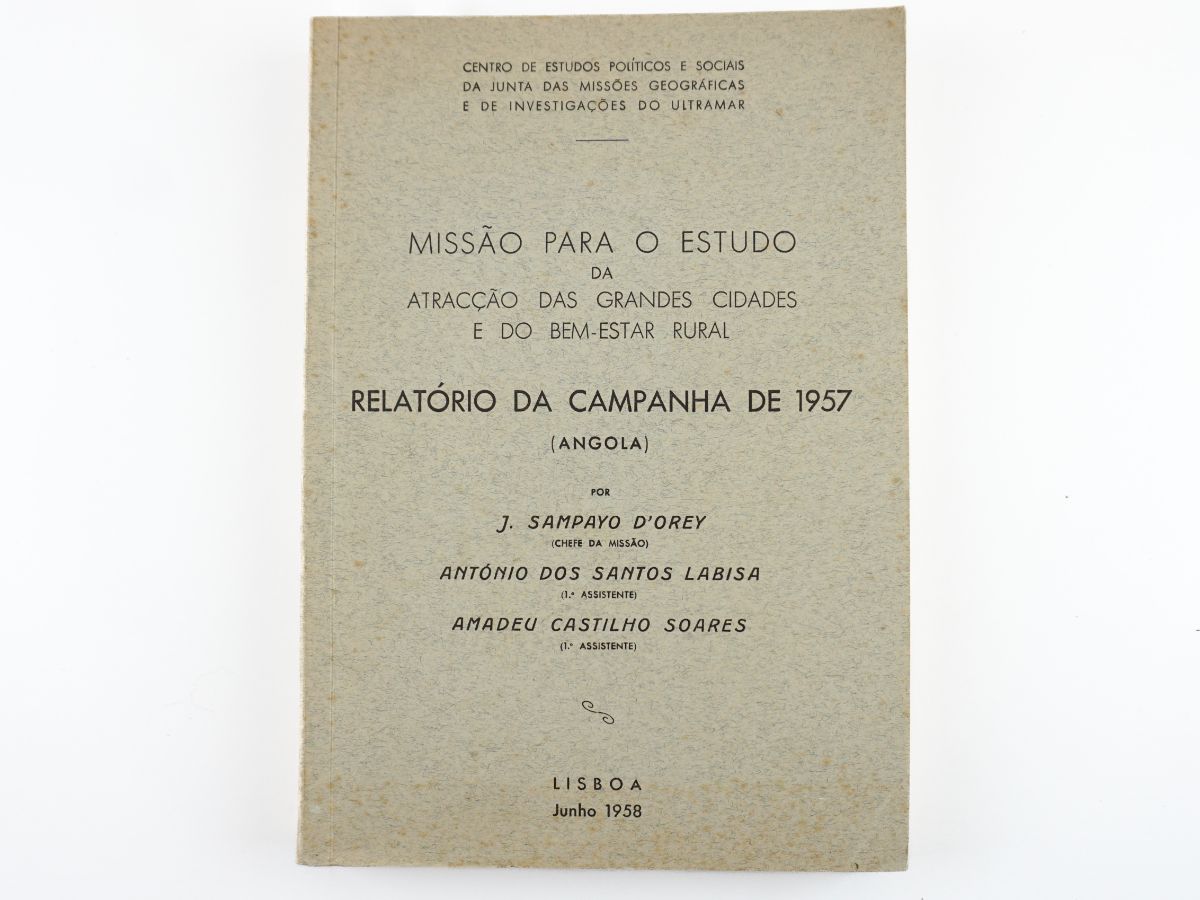 CENTRO DE ESTUDOS POLÍTICOS E SOCIAIS
DA JUNTA DAS MISSÕES GEOGRÁFICAS
E DE INVESTIGAÇÕES DO ULTRAMAR
MISSÃO PARA O ESTUDO
DA
ATRACÇÃO DAS GRANDES CIDADES
E DO BEM-ESTAR RURAL
RELATÓRIO DA CAMPANHA DE 1957
(ANGOLA)
POR
J. SAMPAYO D'OREY
(CHEFE DA MISSÃO)
ANTÓNIO DOS SANTOS LABISA
(1.º ASSISTENTE)
AMADEU CASTILHO SOARES
(1.º ASSISTENTE)
LISBOA
Junho 1958